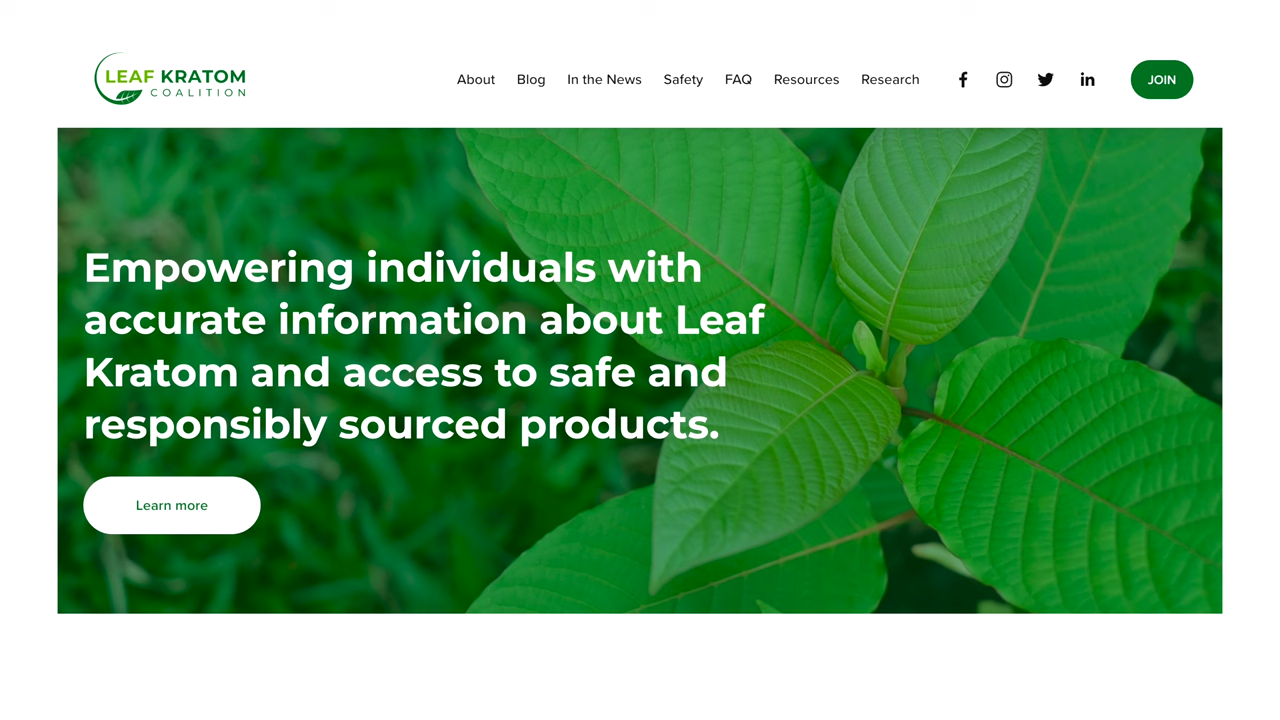 LEAF KRATOM
COALITION
About Blog In the News Safety FAQ Resources Research JOIN
Empowering individuals with
accurate information about Leaf
Kratom and access to safe and
responsibly sourced products.
Learn more